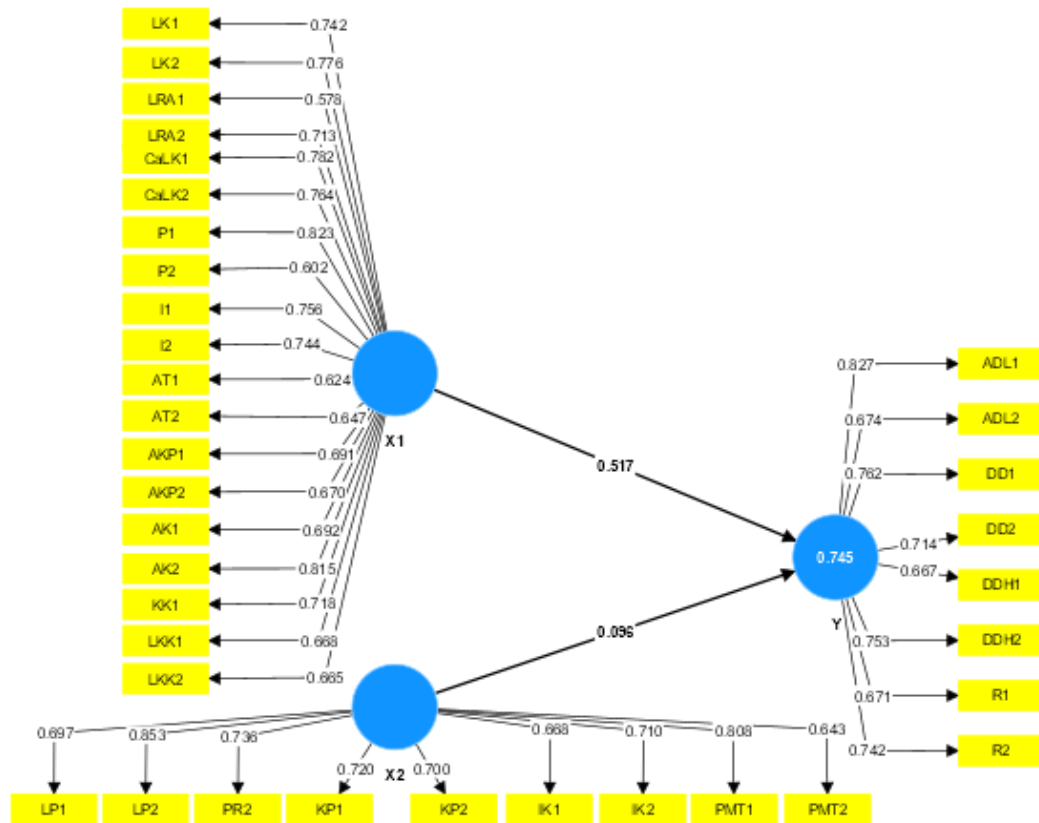 LK1 0.742
LK2 0.776
LRA1 0.578
LRA2 0.713
CaLK1 0.782
CaLK2 0.764
P1 0.823
P2 0.602
I1 0.756
I2 0.744
AT1 0.624
AT2 0.647
AKP1 0.691
AKP2 0.670
AK1 0.692
AK2 0.815
KK1 0.718
LKK1 0.668
LKK2 0.665
X1
0.517
0.096
0.745
Y
0.827 ADL1
0.674 ADL2
0.762 DD1
0.714 DD2
0.667 DDH1
0.753 DDH2
0.671 R1
0.742 R2
X2
0.697 0.853 0.736 0.720 0.700 0.668 0.710 0.808 0.643
LP1 LP2 PR2 KP1 KP2 IK1 IK2 PMT1 PMT2